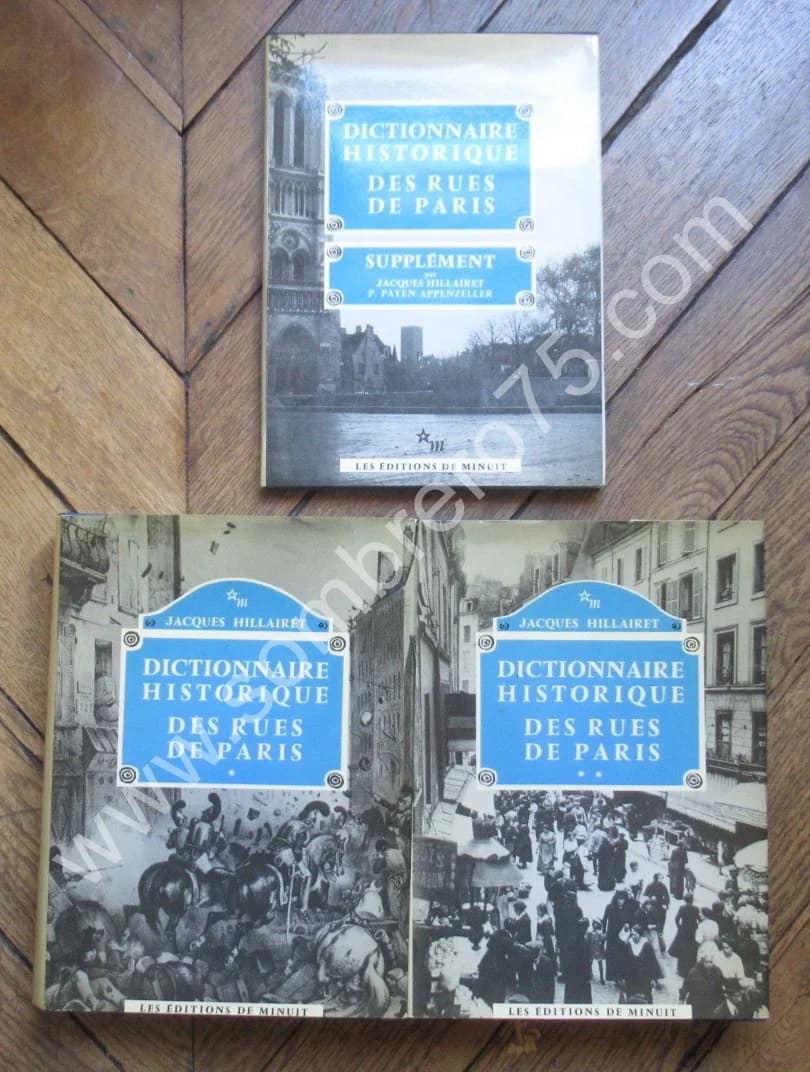 DICTIONNAIRE
HISTORIQUE
DES RUES
DE PARIS
SUPPLÉMENT
par
JACQUES HILLAIRET
P. PAYEN-APPENZELLER
m
LES ÉDITIONS DE MINUIT
m
JACQUES HILLAIRET
DICTIONNAIRE
HISTORIQUE
DES RUES
DE PARIS
*
LES ÉDITIONS DE MINUIT
m
JACQUES HILLAIRET
DICTIONNAIRE
HISTORIQUE
DES RUES
DE PARIS
* *
LES ÉDITIONS DE MINUIT
www.sombrero75.com